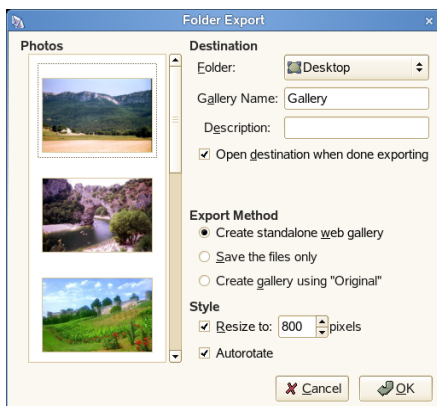 Folder Export
Photos
Destination
Folder:
Desktop
Gallery Name:
Gallery
Description:
Open destination when done exporting
Export Method
Create standalone web gallery
Save the files only
Create gallery using "Original"
Style
Resize to:
800
pixels
Autorotate
Cancel
OK